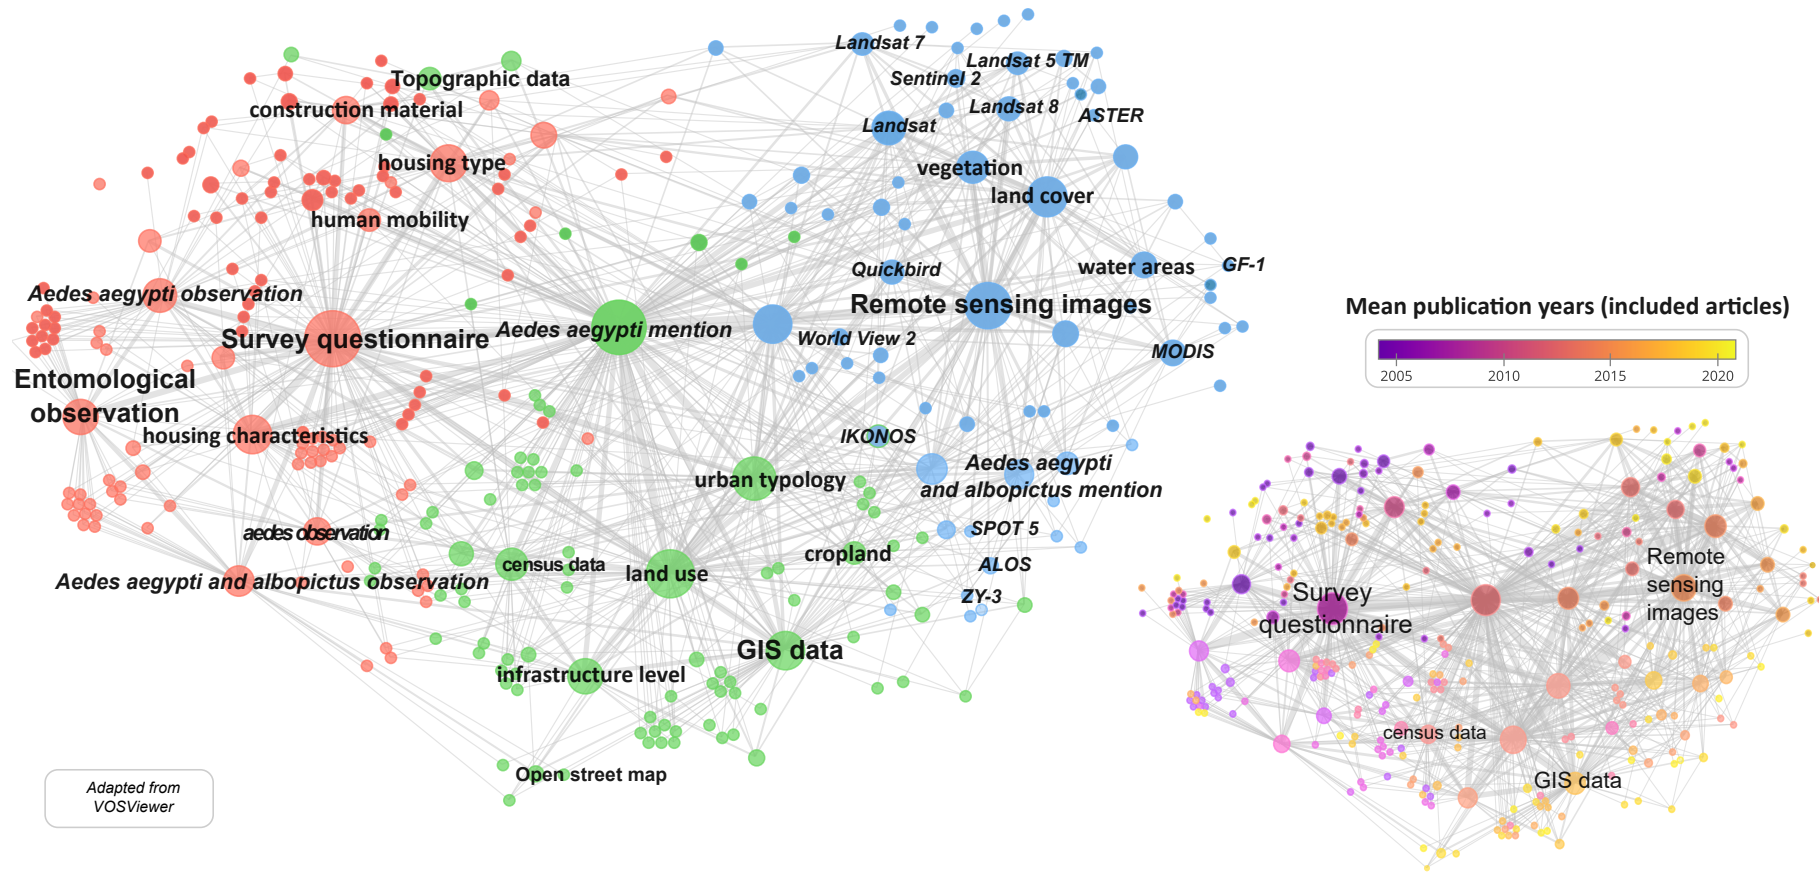 Landsat 7
Landsat 5 TM
Sentinel 2
Topographic data
construction material
Landsat 8
ASTER
Landsat
housing type
vegetation
land cover
human mobility
Quickbird
water areas
GF-1
Aedes aegypti observation
Remote sensing images
Survey questionnaire
Aedes aegypti mention
World View 2
MODIS
Entomological
observation
housing characteristics
IKONOS
Aedes aegypti
and albopictus mention
urban typology
aedes observation
SPOT 5
cropland
census data
land use
ALOS
Aedes aegypti and albopictus observation
ZY-3
GIS data
infrastructure level
Open street map
Adapted from
VOSViewer
Mean publication years (included articles)
2005 2010 2015 2020
Remote
sensing
images
Survey
questionnaire
census data
GIS data